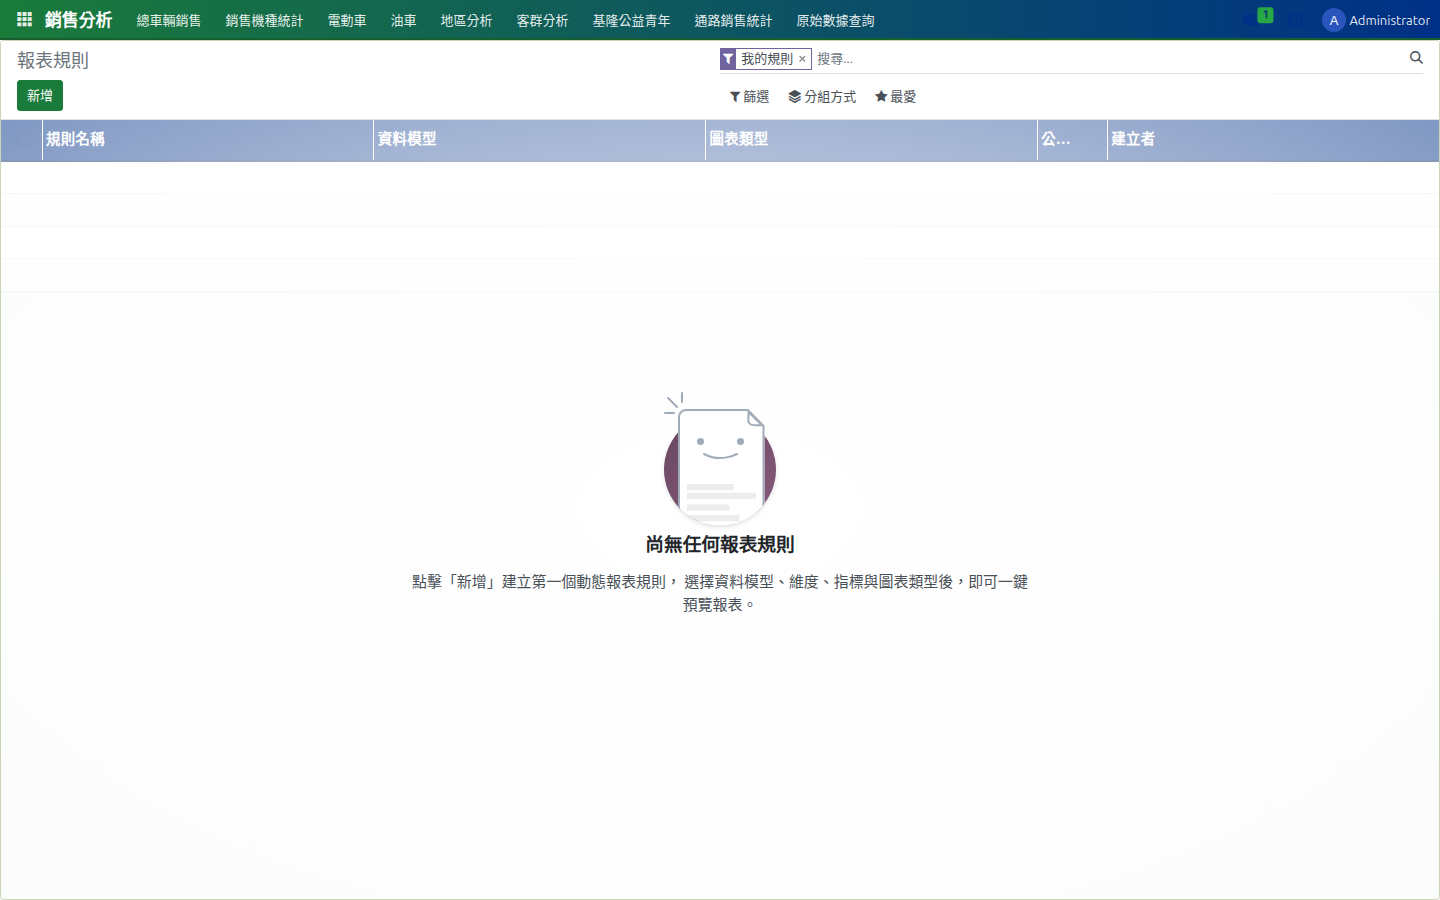 銷售分析 總車輛銷售 銷售機種統計 電動車 油車 地區分析 客群分析 基隆公益青年 通路銷售統計 原始數據查詢 1 A Administrator
報表規則
我的規則 × 搜尋...
新增
篩選 分組方式 最愛
規則名稱 資料模型 圖表類型 公... 建立者
尚無任何報表規則
點擊「新增」建立第一個動態報表規則， 選擇資料模型、維度、指標與圖表類型後，即可一鍵
預覽報表。